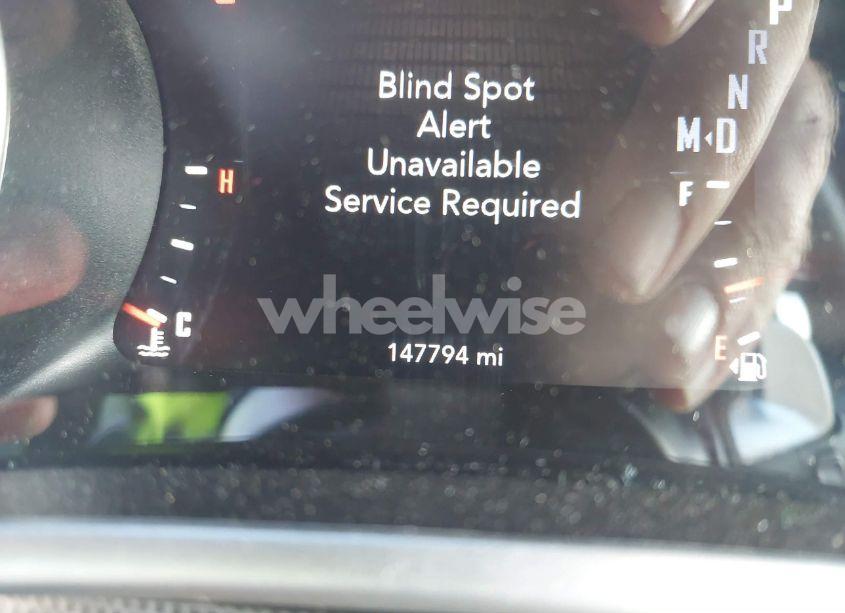 P
R
Blind Spot
N
Alert
M D
Unavailable
H
F
Service Required
wheelwise
C
147794 mi
E